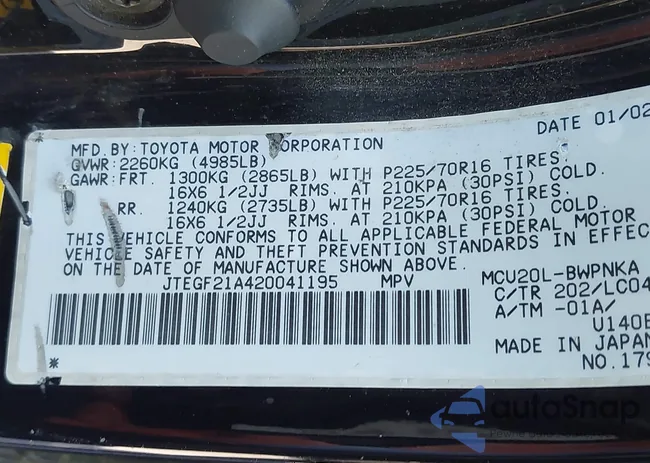 DATE 01/02
MFD. BY: TOYOTA MOTOR CORPORATION
GVWR: 2260KG (4985LB)
GAWR: FRT. 1300KG (2865LB) WITH P225/70R16 TIRES
16X6 1/2JJ RIMS. AT 210KPA (30PSI) COLD.
RR. 1240KG (2735LB) WITH P225/70R16 TIRES.
16X6 1/2JJ RIMS. AT 210KPA (30PSI) COLD.
THIS VEHICLE CONFORMS TO ALL APPLICABLE FEDERAL MOTOR
VEHICLE SAFETY AND THEFT PREVENTION STANDARDS IN EFFEC
ON THE DATE OF MANUFACTURE SHOWN ABOVE.
JTEGF21A420041195 MPV
MCU20L-BWPNKA
C/TR 202/LC04
A/TM -01A/
U140
MADE IN JAPAN
NO.179
* *
autoSnap